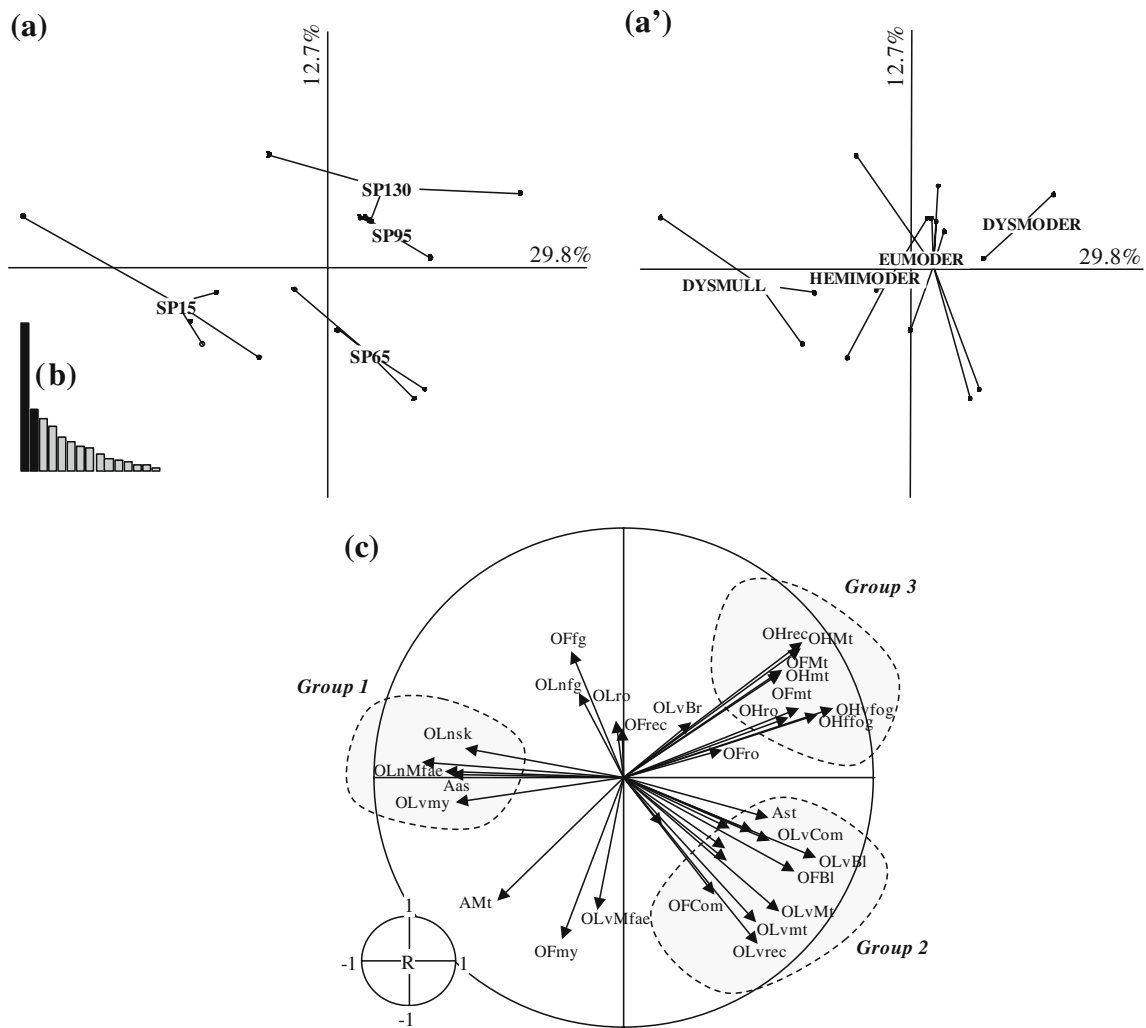 (a)
12.7%
SP130
SP95
29.8%
SP15
SP65
(b)
(a')
12.7%
DYSMODER
29.8%
EUMODER
DYSMULL
HEMIMODER
(c)
Group 3
OHrec
OHMt
OFfg
OFMt
OHmt
Group 1
OLnfg
OLro
OFmt
OLvBr
OHro
OHvfog
OHffog
OLnsk
OFrec
OFro
OLnMfae
Aas
OLvmy
Ast
OLvCom
OLvBl
OFBl
AMt
OLvMfae
OFCom
OLvMt
OLvmt
OFmy
OLvrec
Group 2
1
-1
R
1
-1